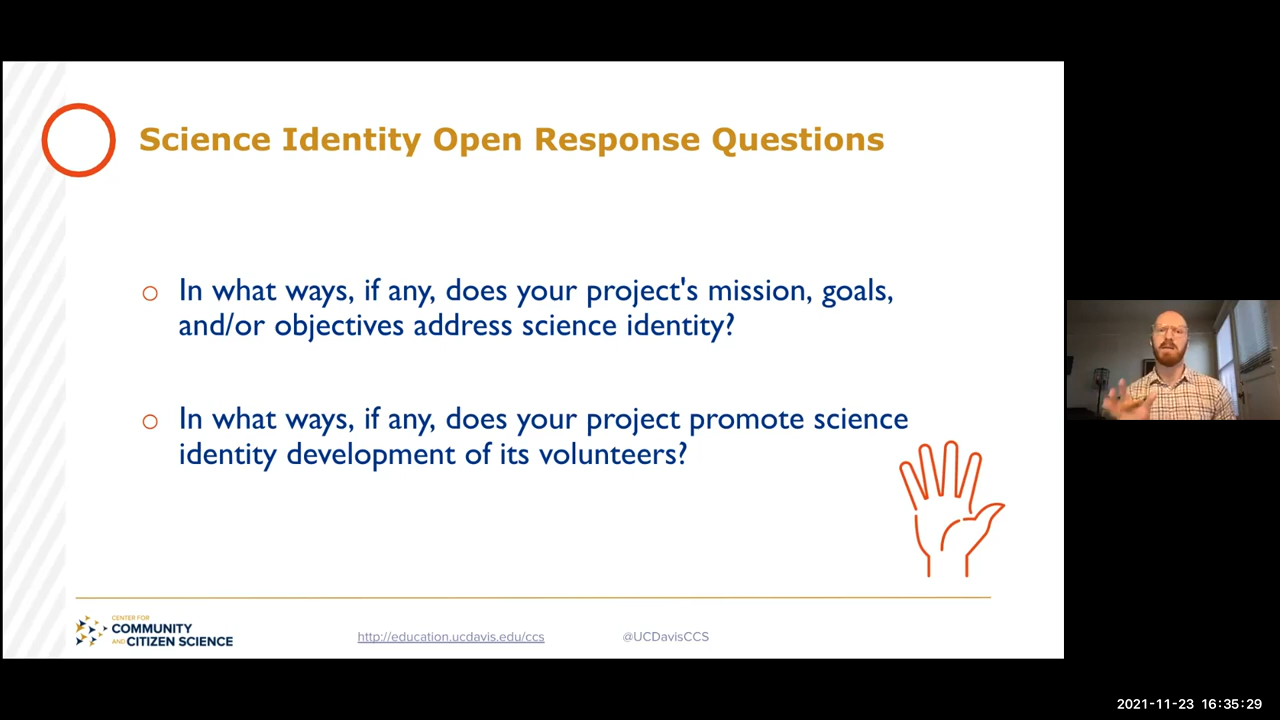 Science Identity Open Response Questions
In what ways, if any, does your project's mission, goals,
and/or objectives address science identity?
In what ways, if any, does your project promote science
identity development of its volunteers?
CENTER FOR
COMMUNITY
AND CITIZEN SCIENCE
http://education.ucdavis.edu/ccs
@UCDavisCCS
2021-11-23 16:35:29